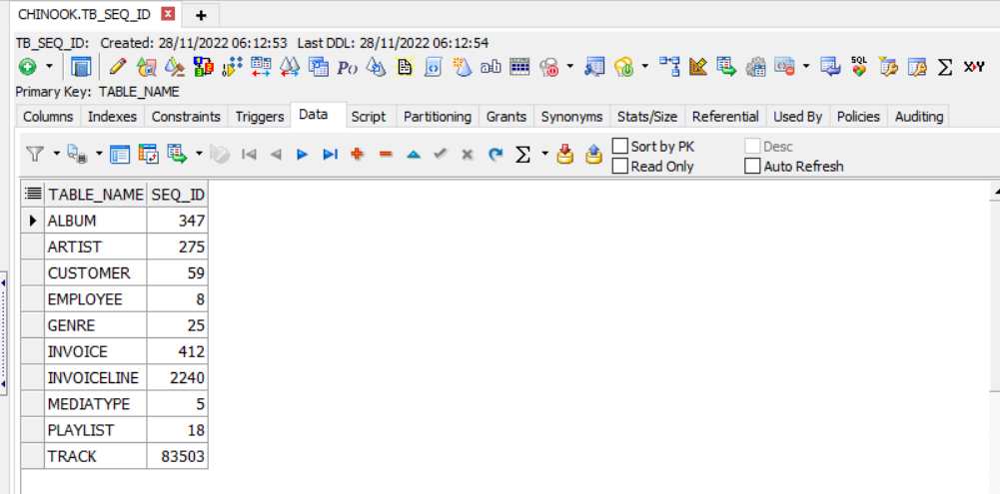 CHINOOK.TB_SEQ_ID
TB_SEQ_ID: Created: 28/11/2022 06:12:53 Last DDL: 28/11/2022 06:12:54
Po ab SQL Σ X↔Y
Primary Key: TABLE_NAME
Columns Indexes Constraints Triggers Data Script Partitioning Grants Synonyms Stats/Size Referential Used By Policies Auditing
Σ Sort by PK Desc
Read Only Auto Refresh
TABLE_NAME SEQ_ID
ALBUM 347
ARTIST 275
CUSTOMER 59
EMPLOYEE 8
GENRE 25
INVOICE 412
INVOICELINE 2240
MEDIATYPE 5
PLAYLIST 18
TRACK 83503